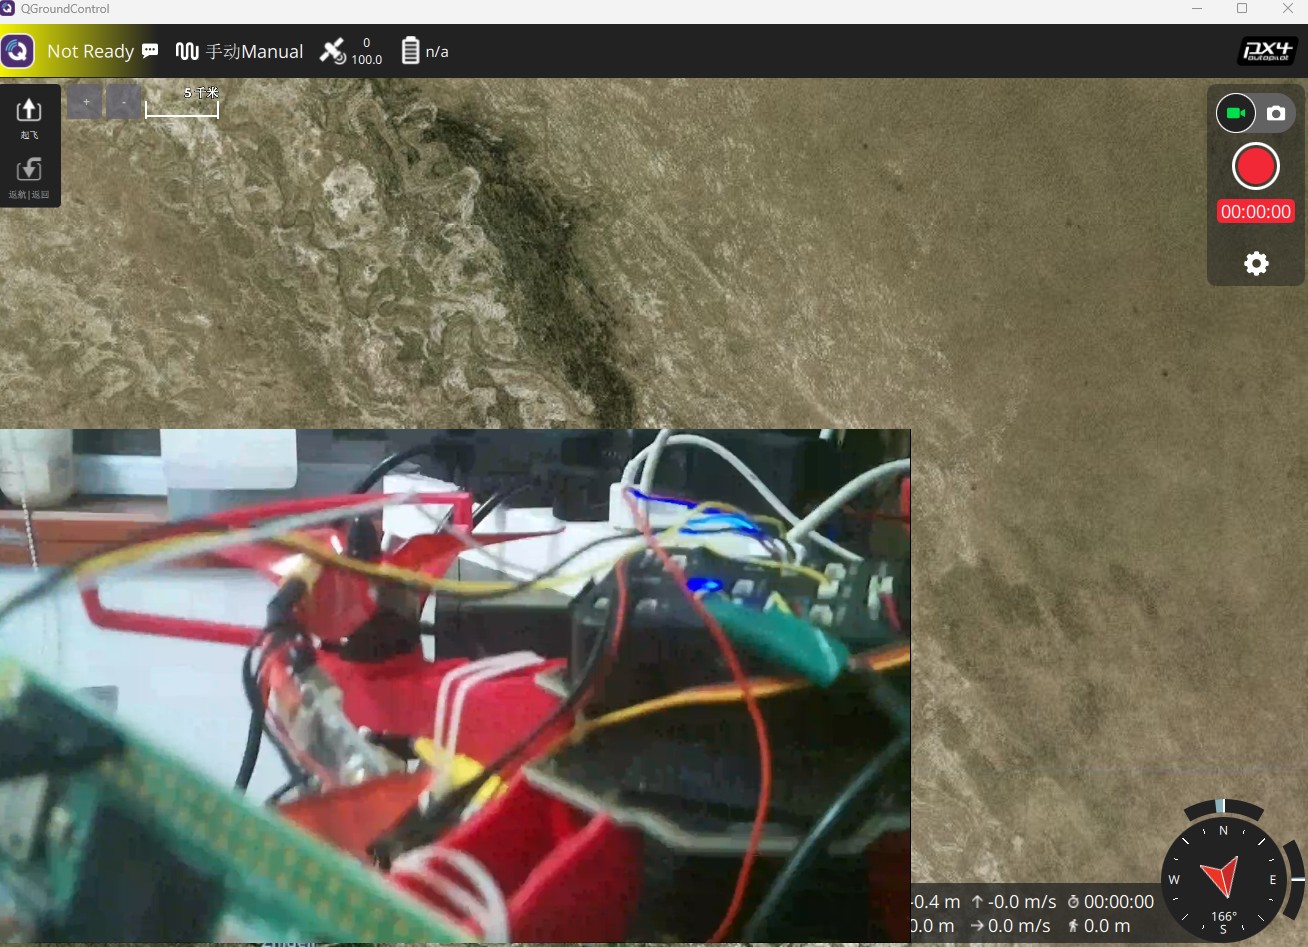 QGroundControl
Not Ready
手动Manual
0
100.0
n/a
PX4
autopilot
+
-
5 千米
起飞
返航|返回
00:00:00
-0.4 m
-0.0 m/s
00:00:00
0.0 m
0.0 m/s
0.0 m
N
W
E
166°
S